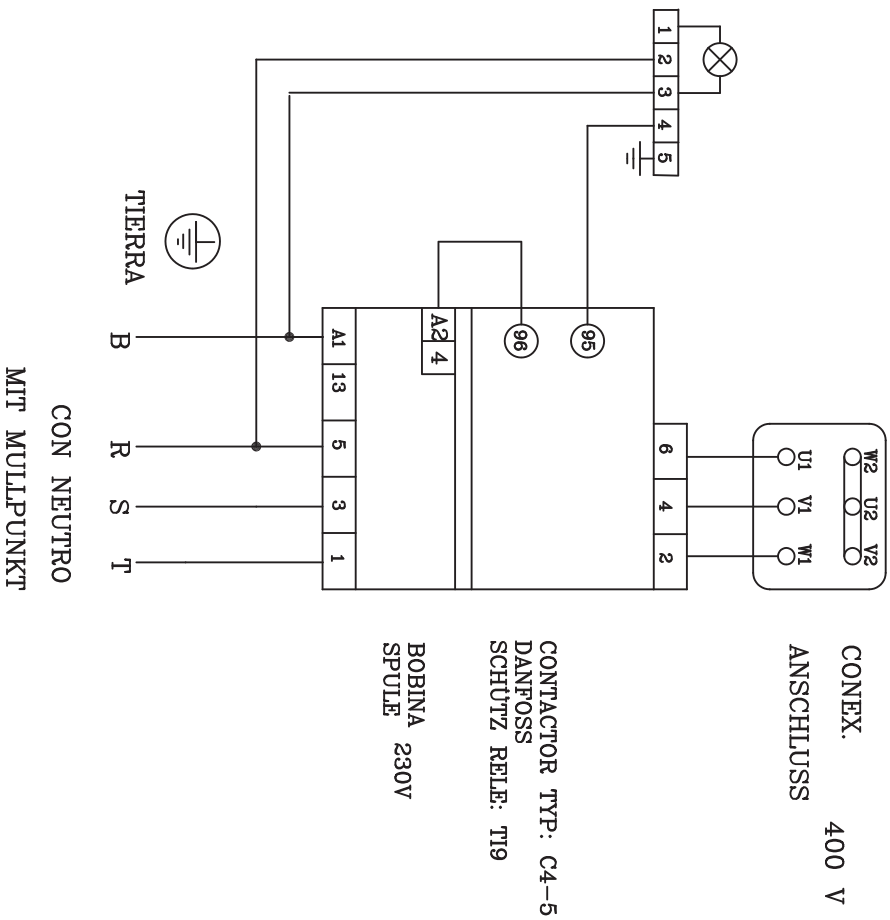 W2 U2 V2
CONEX. 400 V
U1 V1 W1
ANSCHLUSS
1 2 3 4 5
6 4 2
95
96
CONTACTOR TYP: C4-5
DANFOSS
SCHÜTZ RELE: TI9
A2 4
BOBINA
SPULE 230V
A1 13 5 3 1
TIERRA
B R S T
CON NEUTRO
MIT MULLPUNKT